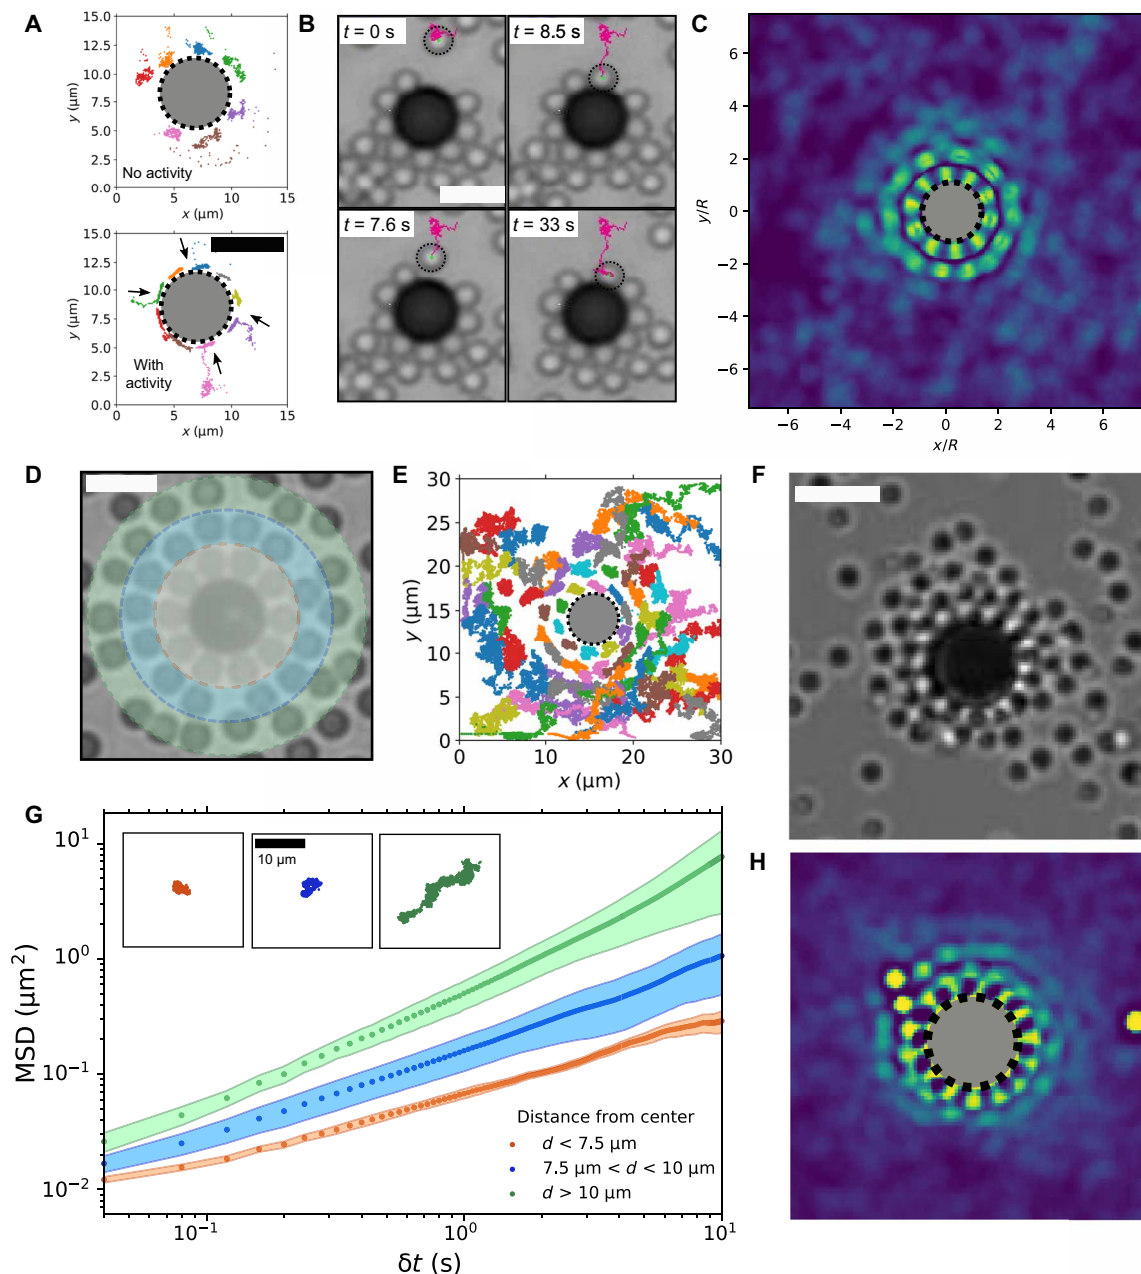 A
15.0
12.5
10.0
7.5
5.0
2.5
0.0
y (µm)
No activity
0
5
10
15
x (µm)
15.0
12.5
10.0
7.5
5.0
2.5
0.0
y (µm)
With
activity
0
5
10
15
x (µm)
B
t = 0 s
t = 8.5 s
t = 7.6 s
t = 33 s
C
6
4
2
0
−2
−4
−6
y/R
−6
−4
−2
0
2
4
6
x/R
D
E
30
25
20
15
10
5
0
y (µm)
0
10
20
30
x (µm)
F
G
10 µm
10¹
10⁰
10⁻¹
10⁻²
MSD (µm²)
Distance from center
d < 7.5 µm
7.5 µm < d < 10 µm
d > 10 µm
10⁻¹
10⁰
10¹
δt (s)
H